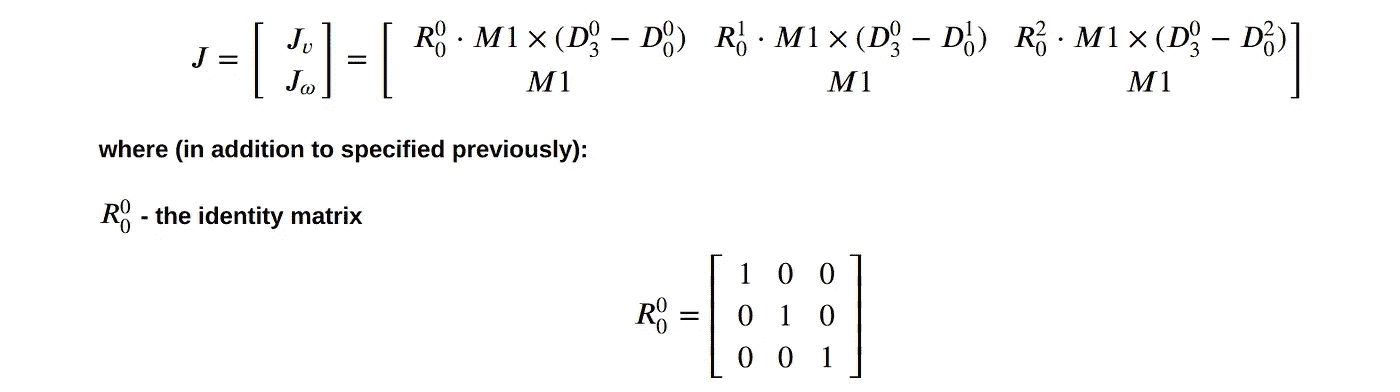 J = [ J_v J_ω ] = [ R_0^0 · M1 × (D_3^0 − D_0^0) R_0^1 · M1 × (D_3^0 − D_0^1) R_0^2 · M1 × (D_3^0 − D_0^2) ]
M1 M1 M1
where (in addition to specified previously):
R_0^0 - the identity matrix
R_0^0 = [ 1 0 0
0 1 0
0 0 1 ]